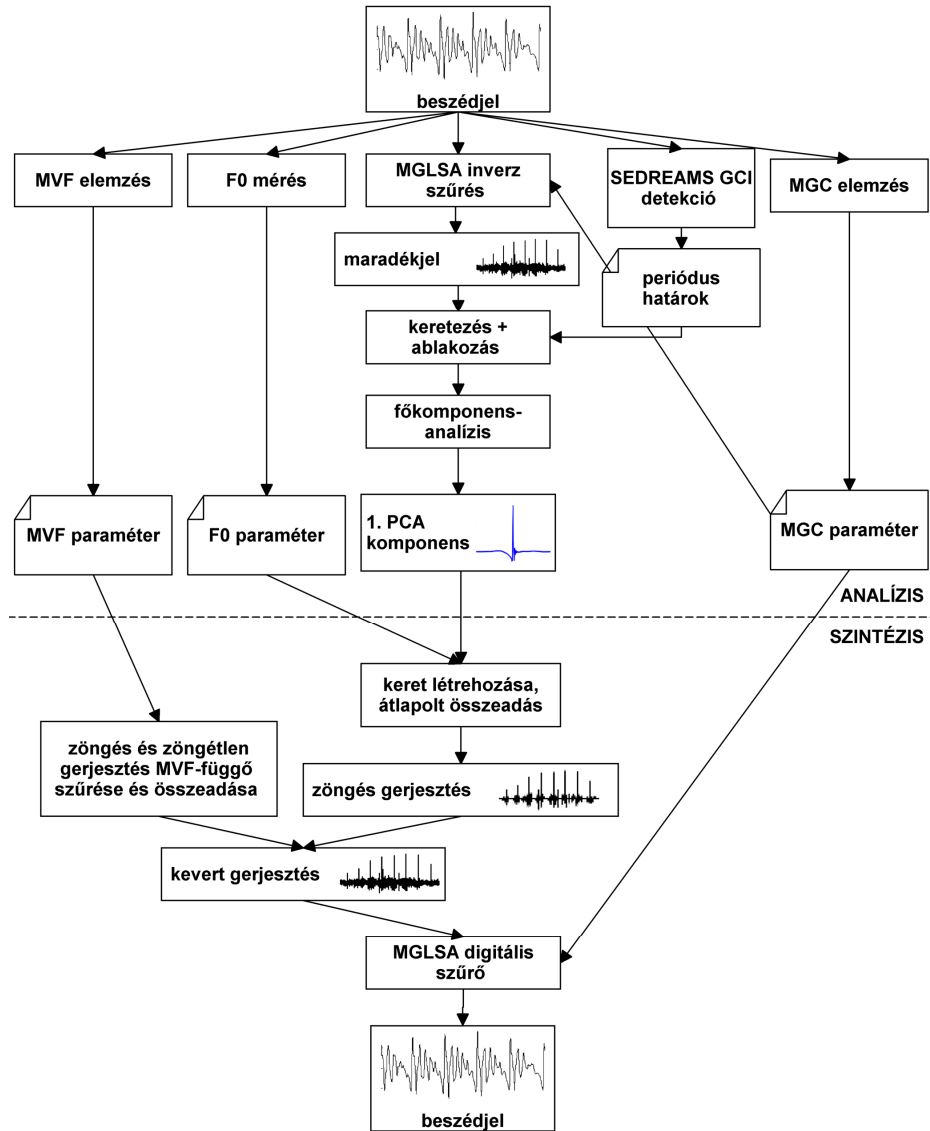 beszédjel
MVF elemzés
F0 mérés
MGLSA inverz
szűrés
SEDREAMS GCI
detekció
MGC elemzés
maradékjel
periódus
határok
keretezés +
ablakozás
főkomponens-
analízis
MVF paraméter
F0 paraméter
1. PCA
komponens
MGC paraméter
ANALÍZIS
SZINTÉZIS
keret létrehozása,
átlapolt összeadás
zöngés és zöngétlen
gerjesztés MVF-függő
szűrése és összeadása
zöngés gerjesztés
kevert gerjesztés
MGLSA digitális
szűrő
beszédjel